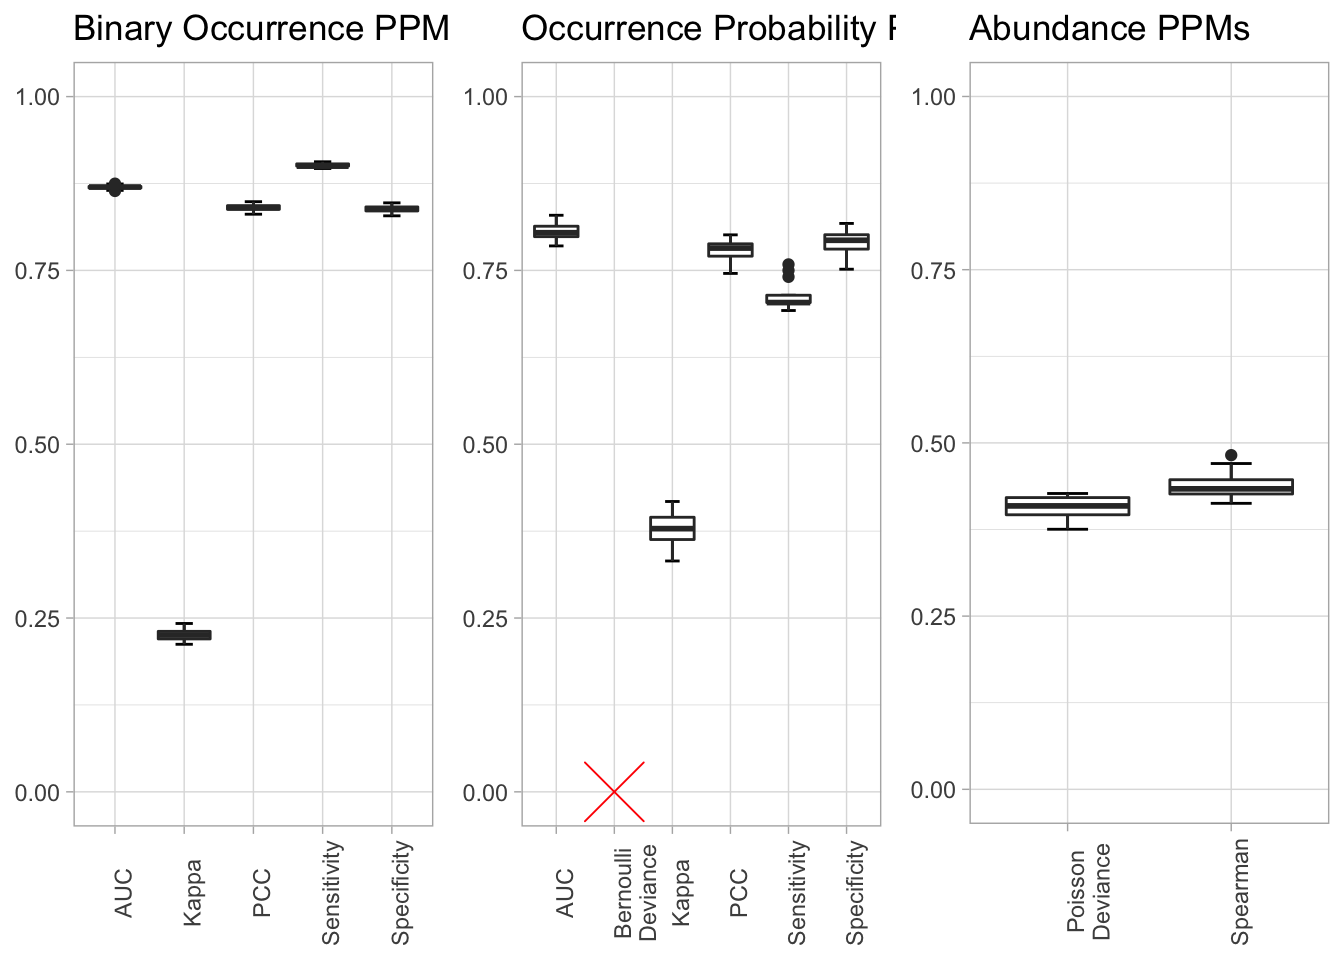 Binary Occurrence PPM
Occurrence Probability
Abundance PPMs
1.00
0.75
0.50
0.25
0.00
AUC
Kappa
PCC
Sensitivity
Specificity
1.00
0.75
0.50
0.25
0.00
AUC
Bernoulli
Deviance
Kappa
PCC
Sensitivity
Specificity
1.00
0.75
0.50
0.25
0.00
Poisson
Deviance
Spearman